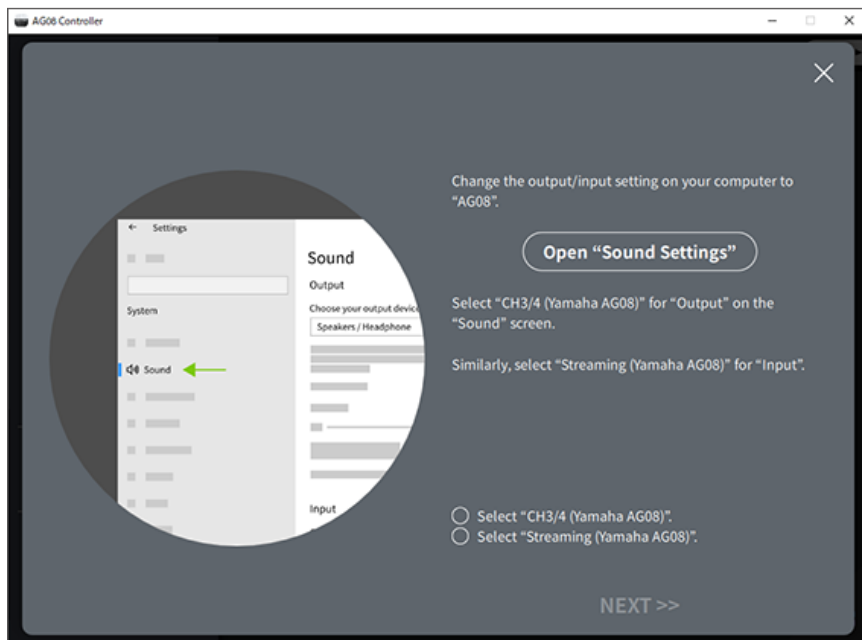 AG08 Controller
Change the output/input setting on your computer to
“AG08”.
Open “Sound Settings”
Select “CH3/4 (Yamaha AG08)” for “Output” on the
“Sound” screen.
Similarly, select “Streaming (Yamaha AG08)” for “Input”.
Settings
System
Sound
Sound
Output
Choose your output device
Speakers / Headphone
Input
Select “CH3/4 (Yamaha AG08)”.
Select “Streaming (Yamaha AG08)”.
NEXT >>